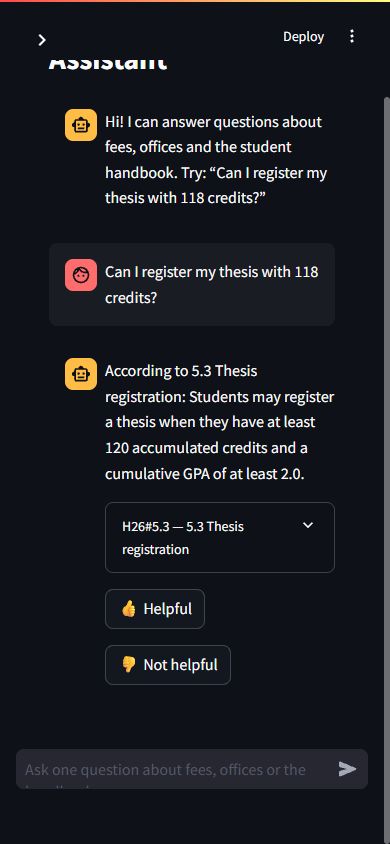 Deploy
Assistant
Hi! I can answer questions about
fees, offices and the student
handbook. Try: “Can I register my
thesis with 118 credits?”
Can I register my thesis with 118
credits?
According to 5.3 Thesis
registration: Students may register
a thesis when they have at least
120 accumulated credits and a
cumulative GPA of at least 2.0.
H26#5.3 — 5.3 Thesis
registration
👍 Helpful
👎 Not helpful
Ask one question about fees, offices or the